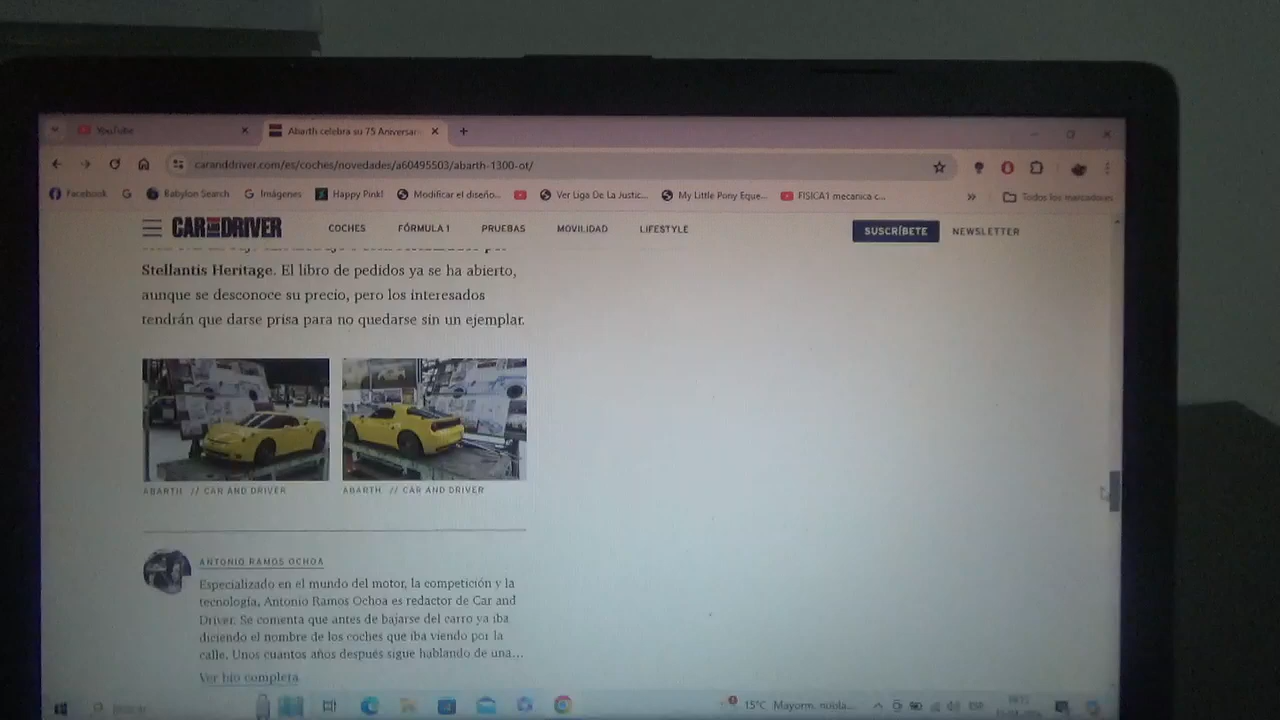 YouTube
Abarth celebra su 75 Aniversari
caranddriver.com/es/coches/novedades/a60495503/abarth-1300-ot/
Facebook
Babylon Search
Imágenes
Happy Pink!
Modificar el diseño...
Ver Liga De La Justic...
My Little Pony Eque...
FISICA1 mecanica c...
»
Todos los marcadores
CAR AND DRIVER
COCHES FÓRMULA 1 PRUEBAS MOVILIDAD LIFESTYLE
SUSCRÍBETE NEWSLETTER
Stellantis Heritage. El libro de pedidos ya se ha abierto,
aunque se desconoce su precio, pero los interesados
tendrán que darse prisa para no quedarse sin un ejemplar.
ABARTH // CAR AND DRIVER
ABARTH // CAR AND DRIVER
ANTONIO RAMOS OCHOA
Especializado en el mundo del motor, la competición y la
tecnología, Antonio Ramos Ochoa es redactor de Car and
Driver. Se comenta que antes de bajarse del carro ya iba
diciendo el nombre de los coches que iba viendo por la
calle. Unos cuantos años después sigue hablando de una...
Ver bio completa
15°C Mayorm. nubla...
ESP